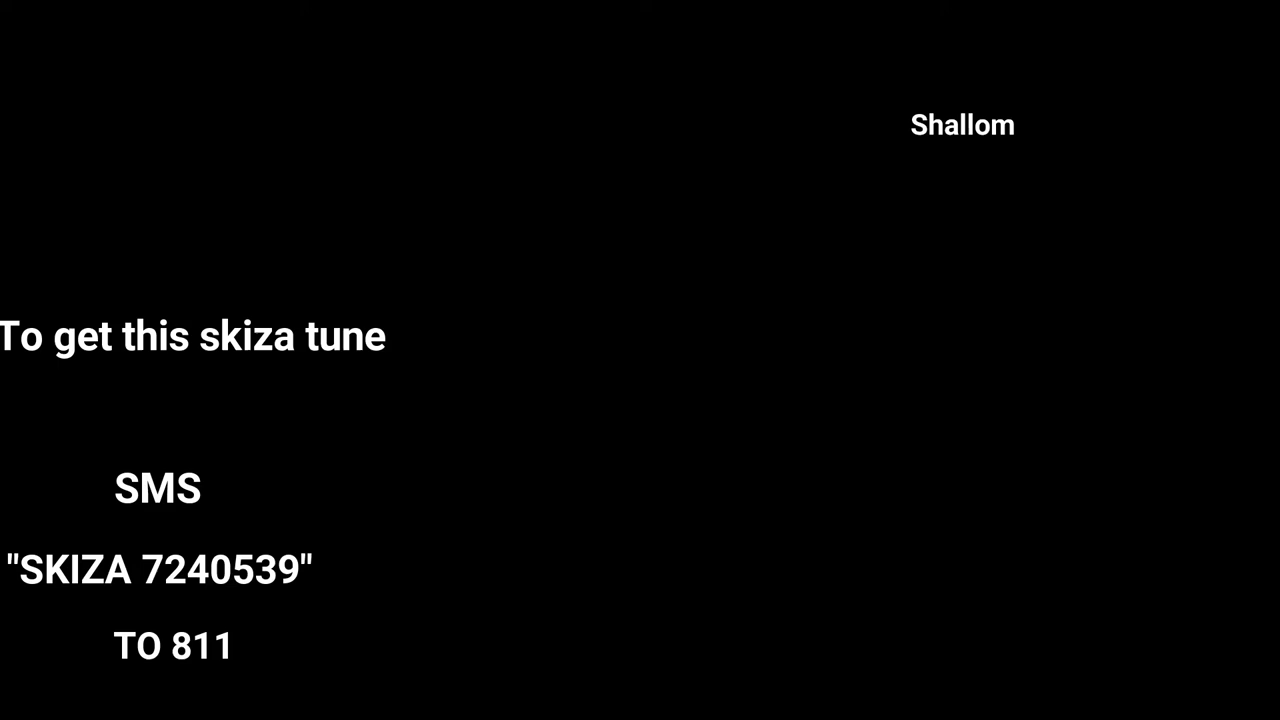 Shallom
To get this skiza tune
SMS
"SKIZA 7240539"
TO 811